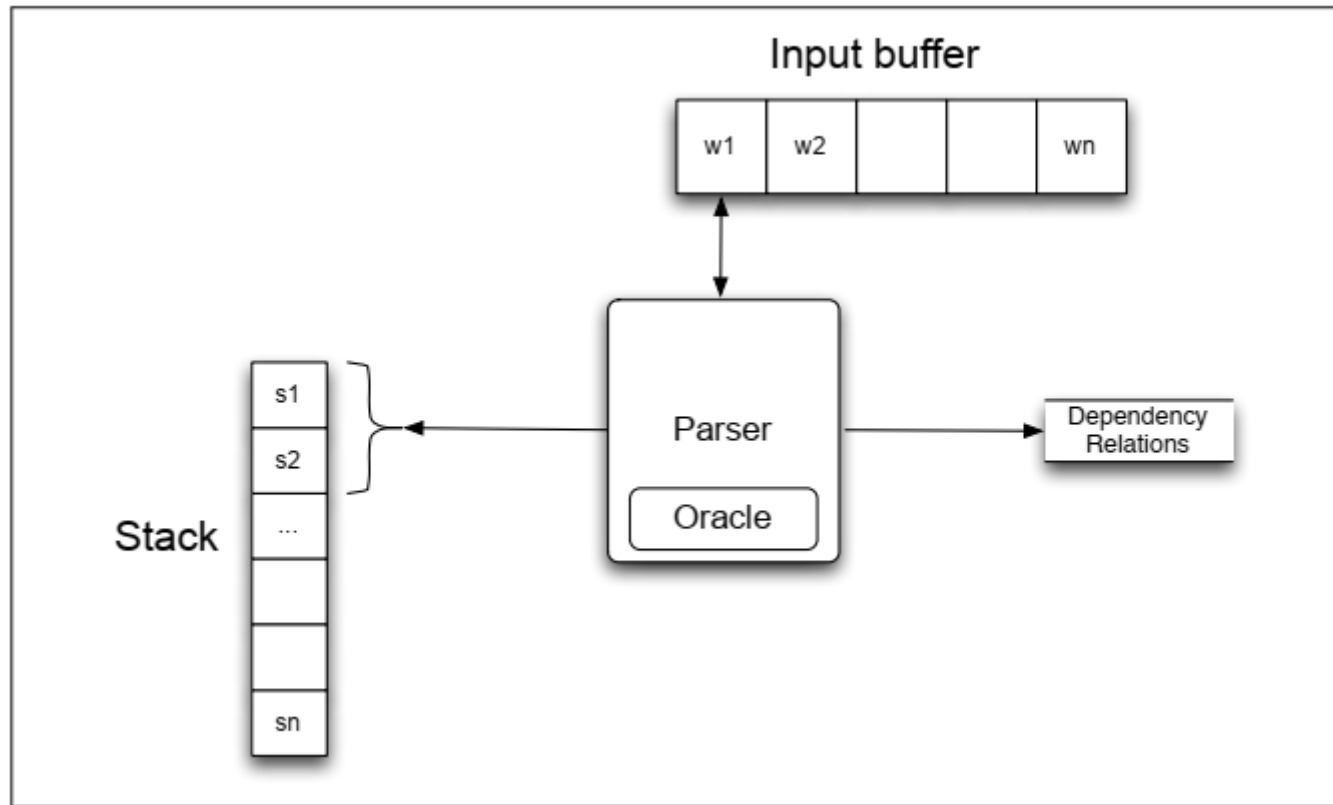 Input buffer
w1 w2 wn
s1
s2
...
sn
Stack
Parser
Oracle
Dependency
Relations